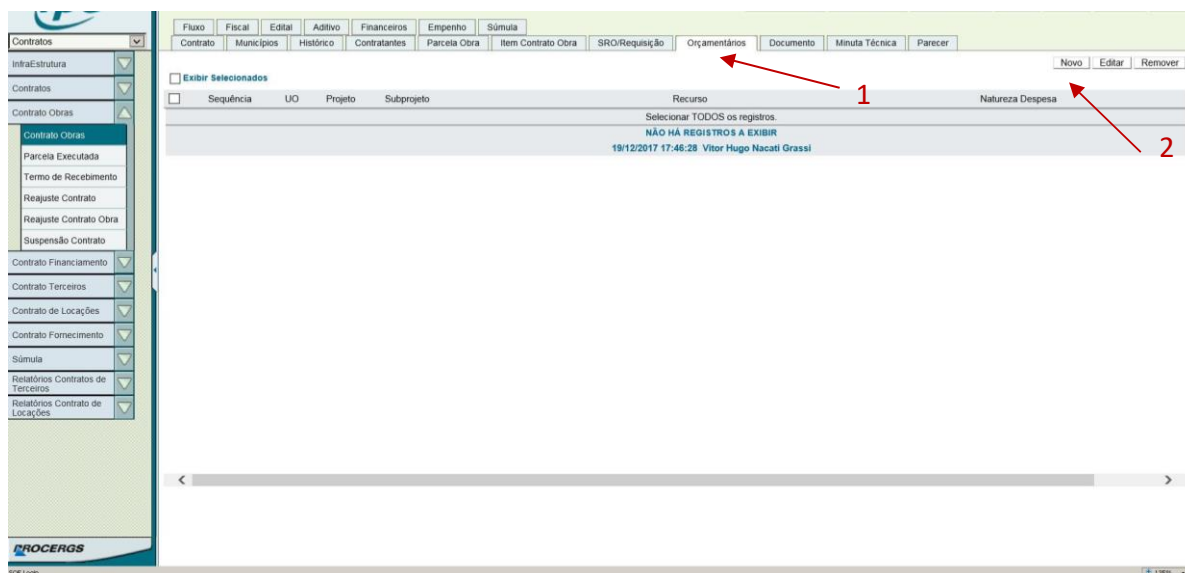 Contratos
InfraEstrutura
Contratos
Contrato Obras
Contrato Obras
Parcela Executada
Termo de Recebimento
Reajuste Contrato
Reajuste Contrato Obra
Suspensão Contrato
Contrato Financiamento
Contrato Terceiros
Contrato de Locações
Contrato Fornecimento
Súmula
Relatórios Contratos de
Terceiros
Relatórios Contrato de
Locações
PROCERGS
Fluxo Fiscal Edital Aditivo Financeiros Empenho Súmula
Contrato Municípios Histórico Contratantes Parcela Obra Item Contrato Obra SRO/Requisição Orçamentários Documento Minuta Técnica Parecer
Novo Editar Remover
Exibir Selecionados
1
Sequência UO Projeto Subprojeto Recurso Natureza Despesa
Selecionar TODOS os registros.
NÃO HÁ REGISTROS A EXIBIR
2
19/12/2017 17:46:28 Vitor Hugo Nacati Grassi